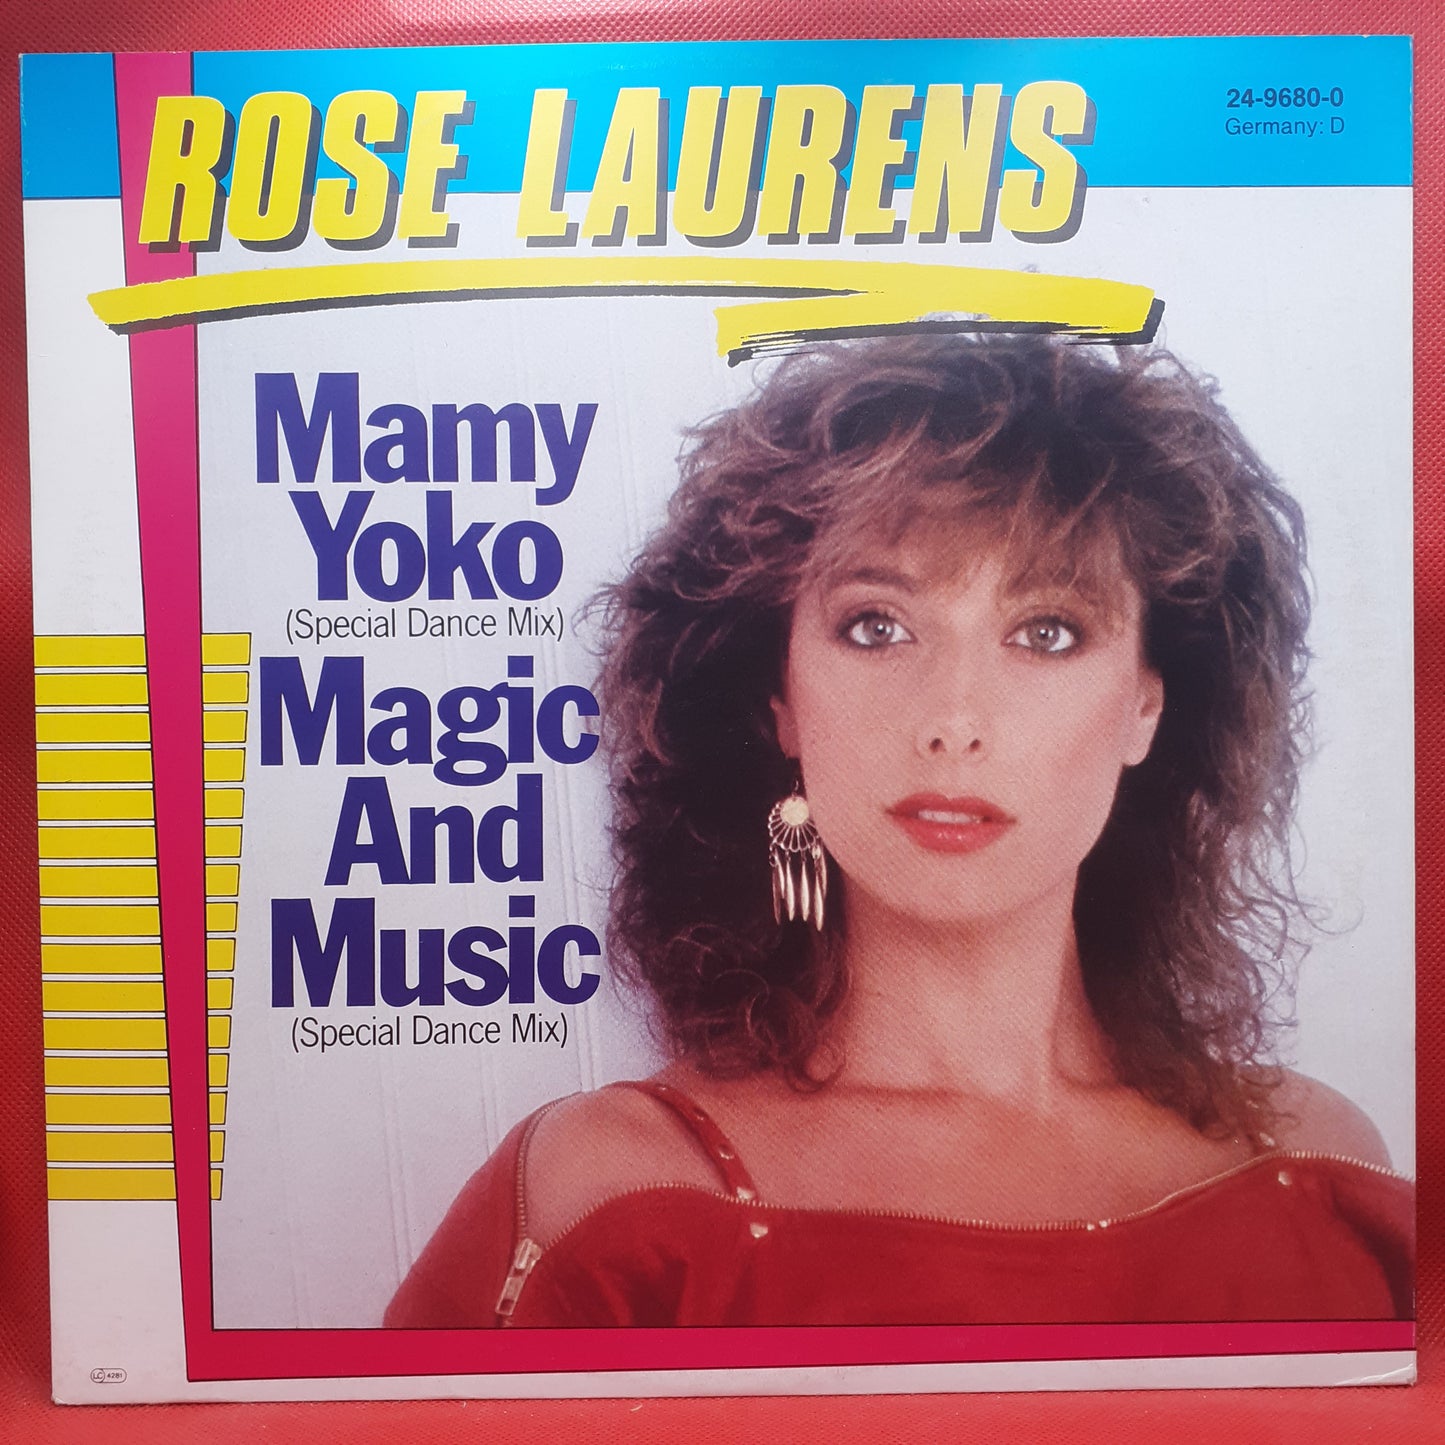 ROSE LAURENS
24-9680-0
Germany: D
Mamy
Yoko
(Special Dance Mix)
Magic
And
Music
(Special Dance Mix)
LC 4281